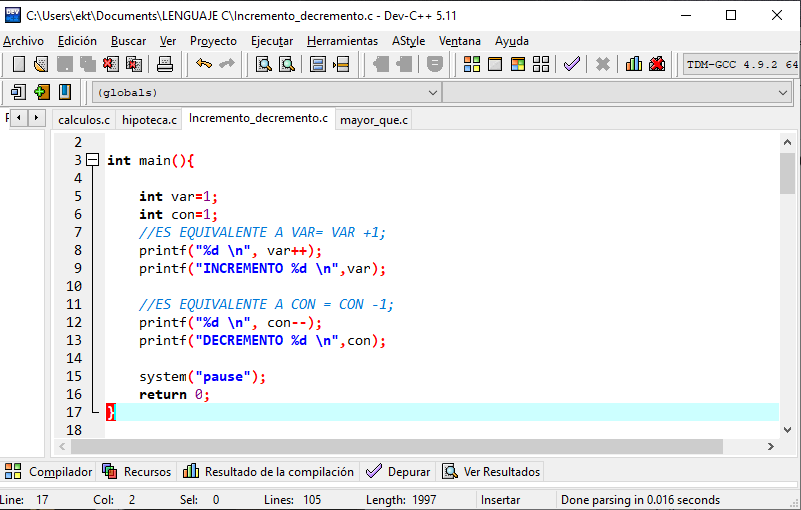 C:\Users\ekt\Documents\LENGUAJE C\Incremento_decremento.c - Dev-C++ 5.11
Archivo Edición Buscar Ver Proyecto Ejecutar Herramientas AStyle Ventana Ayuda
TDM-GCC 4.9.2 64
(globals)
calculos.c hipoteca.c Incremento_decremento.c mayor_que.c
2
3 int main(){
4
5 int var=1;
6 int con=1;
7 //ES EQUIVALENTE A VAR= VAR +1;
8 printf("%d \n", var++);
9 printf("INCREMENTO %d \n",var);
10
11 //ES EQUIVALENTE A CON = CON -1;
12 printf("%d \n", con--);
13 printf("DECREMENTO %d \n",con);
14
15 system("pause");
16 return 0;
17 }
18
Compilador Recursos Resultado de la compilación Depurar Ver Resultados
Line: 17 Col: 2 Sel: 0 Lines: 105 Length: 1997 Insertar Done parsing in 0.016 seconds